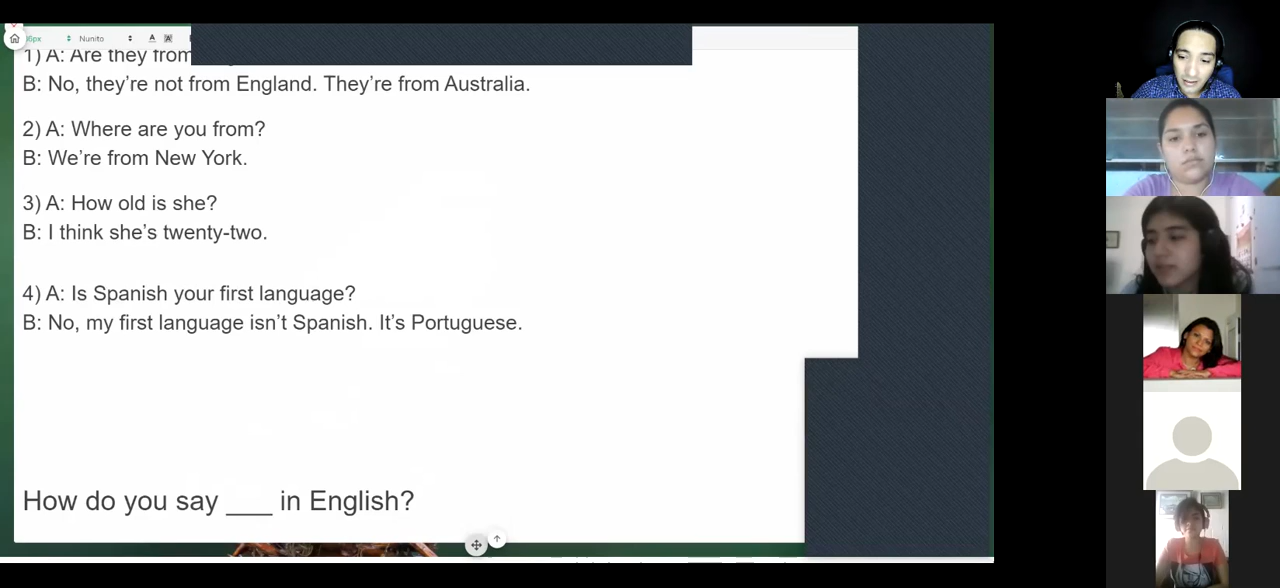 6px Nunito A A
1) A: Are they from
B: No, they’re not from England. They’re from Australia.
2) A: Where are you from?
B: We’re from New York.
3) A: How old is she?
B: I think she’s twenty-two.
4) A: Is Spanish your first language?
B: No, my first language isn’t Spanish. It’s Portuguese.
How do you say ___ in English?